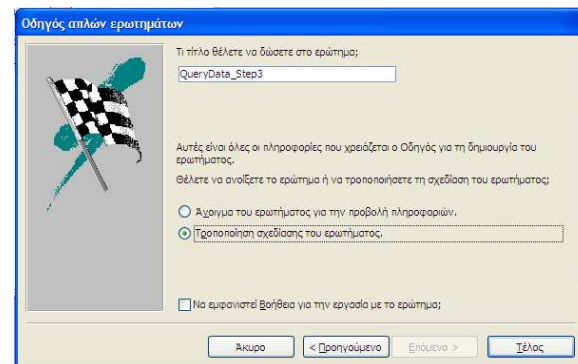 Οδηγός απλών ερωτημάτων
Τι τίτλο θέλετε να δώσετε στο ερώτημα;
QueryData_Step3
Αυτές είναι όλες οι πληροφορίες που χρειάζεται ο Οδηγός για τη δημιουργία του
ερωτήματος.
Θέλετε να ανοίξετε το ερώτημα ή να τροποποιήσετε τη σχεδίαση του ερωτήματος;
Άνοιγμα του ερωτήματος για την προβολή πληροφοριών.
Τροποποίηση σχεδίασης του ερωτήματος.
Να εμφανιστεί Βοήθεια για την εργασία με το ερώτημα;
Άκυρο
< Προηγούμενο
Επόμενο >
Τέλος